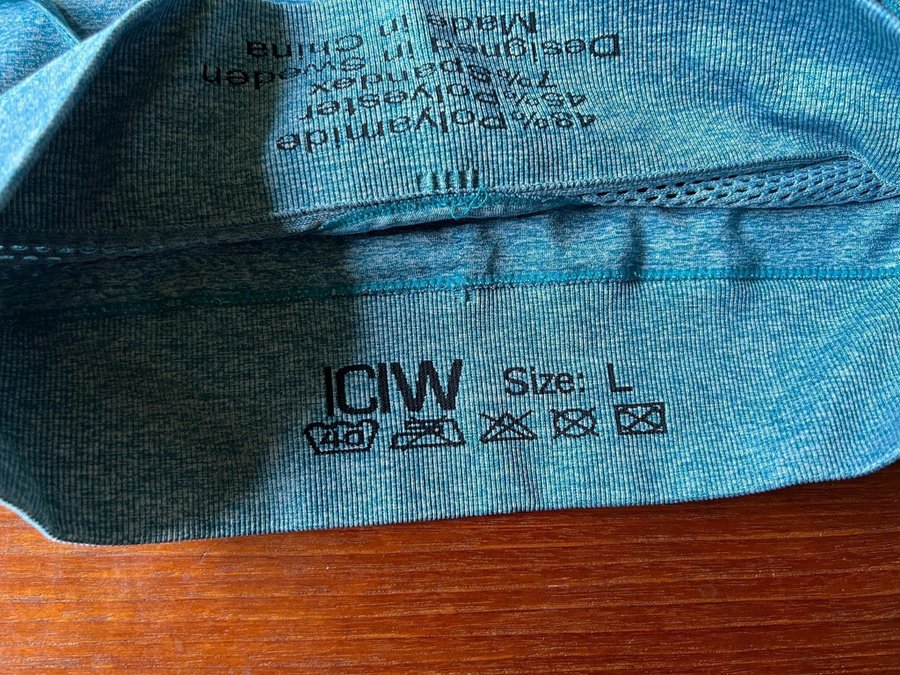 48%Polyamide
45%Polyester
7%Spandex
Designed in Sweden
Made in China
ICIW Size: L
40